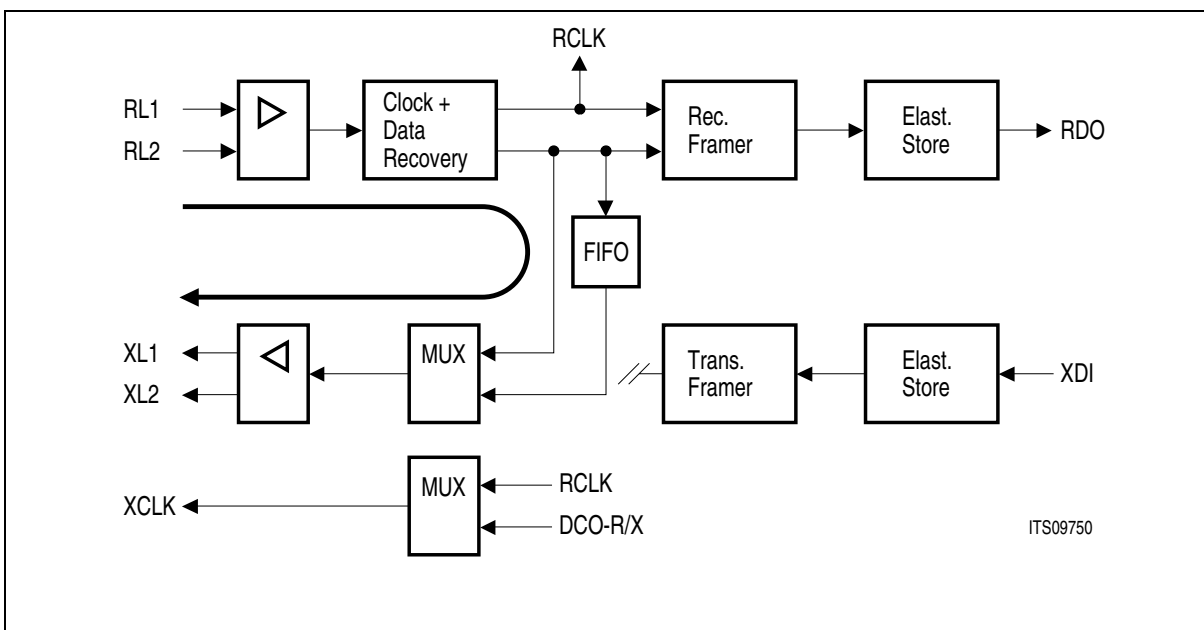 RCLK
RL1
RL2
Clock +
Data
Recovery
Rec.
Framer
Elast.
Store
RDO
FIFO
XL1
XL2
MUX
Trans.
Framer
Elast.
Store
XDI
XCLK
MUX
RCLK
DCO-R/X
ITS09750